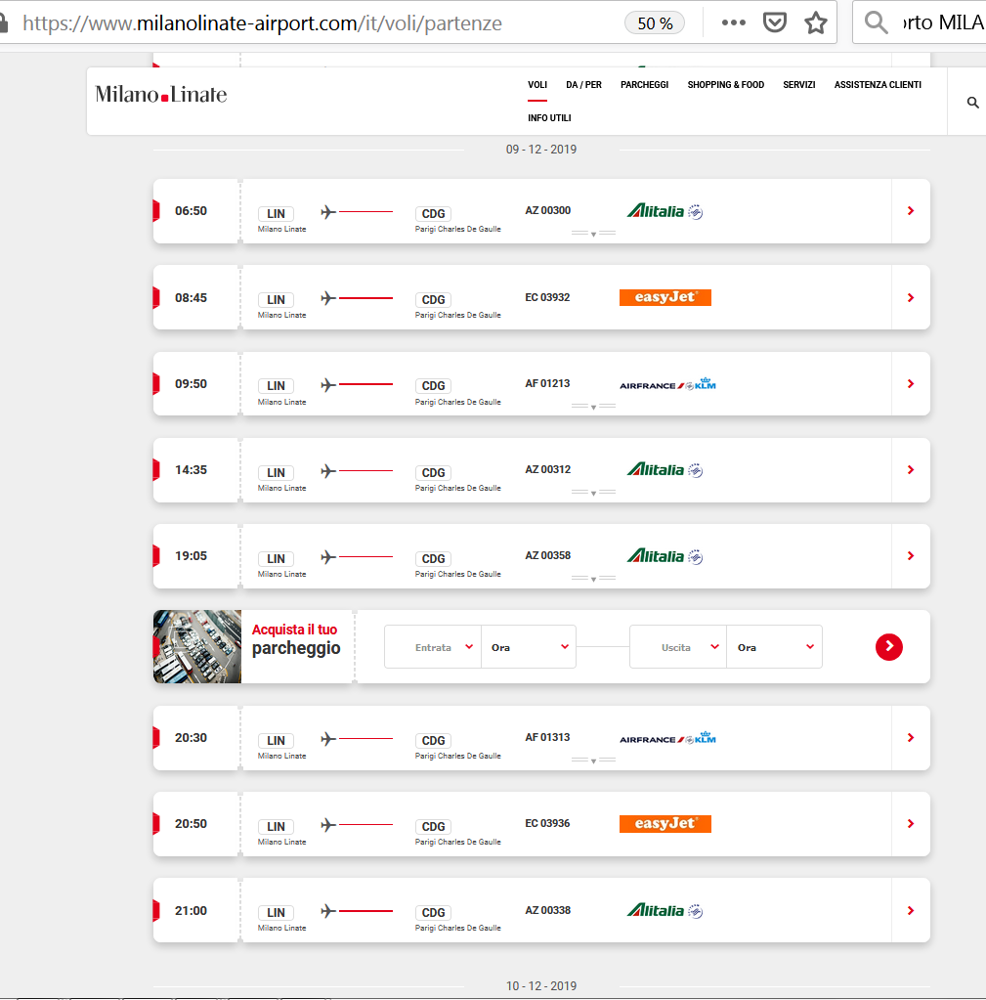 https://www.milanolinate-airport.com/it/voli/partenze
50 %
orto MILA
Milano Linate
VOLI DA / PER PARCHEGGI SHOPPING & FOOD SERVIZI ASSISTENZA CLIENTI
INFO UTILI
09 - 12 - 2019
06:50 LIN CDG AZ 00300 Alitalia
Milano Linate Parigi Charles De Gaulle
08:45 LIN CDG EC 03932 easyJet
Milano Linate Parigi Charles De Gaulle
09:50 LIN CDG AF 01213 AIRFRANCE KLM
Milano Linate Parigi Charles De Gaulle
14:35 LIN CDG AZ 00312 Alitalia
Milano Linate Parigi Charles De Gaulle
19:05 LIN CDG AZ 00358 Alitalia
Milano Linate Parigi Charles De Gaulle
Acquista il tuo
parcheggio
Entrata Ora Uscita Ora
20:30 LIN CDG AF 01313 AIRFRANCE KLM
Milano Linate Parigi Charles De Gaulle
20:50 LIN CDG EC 03936 easyJet
Milano Linate Parigi Charles De Gaulle
21:00 LIN CDG AZ 00338 Alitalia
Milano Linate Parigi Charles De Gaulle
10 - 12 - 2019